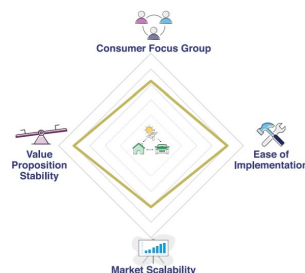 Consumer Focus Group
Value
Proposition
Stability
Ease of
Implementation
Market Scalability